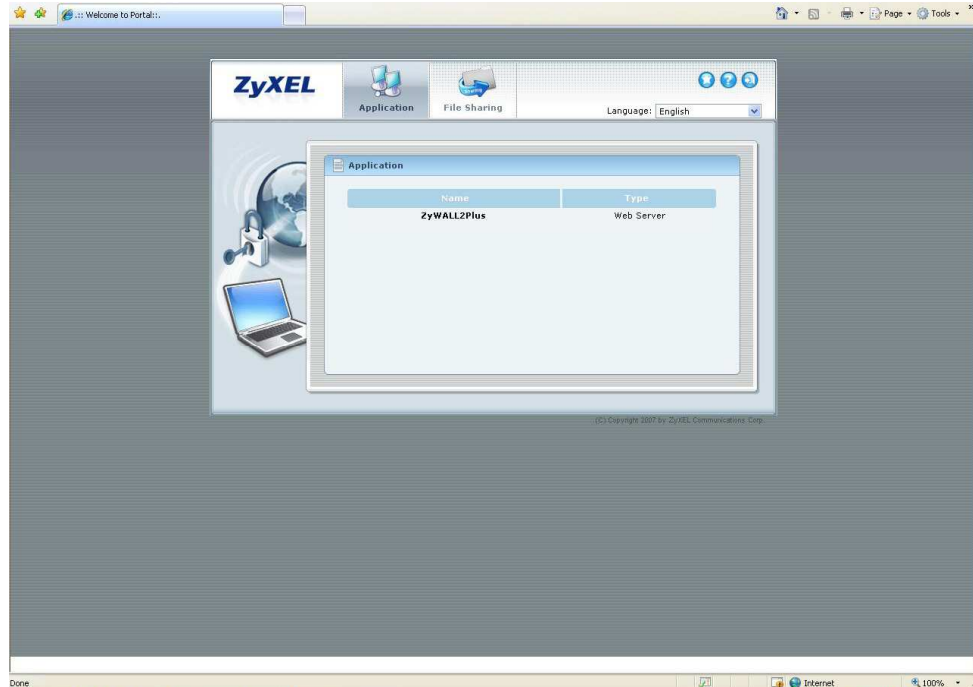 .:: Welcome to Portal::.
Page
Tools
ZyXEL
Application
File Sharing
Language: English
Application
Name Type
ZyWALL2Plus Web Server
(C) Copyright 2007 by ZyXEL Communications Corp.
Done
Internet
100%